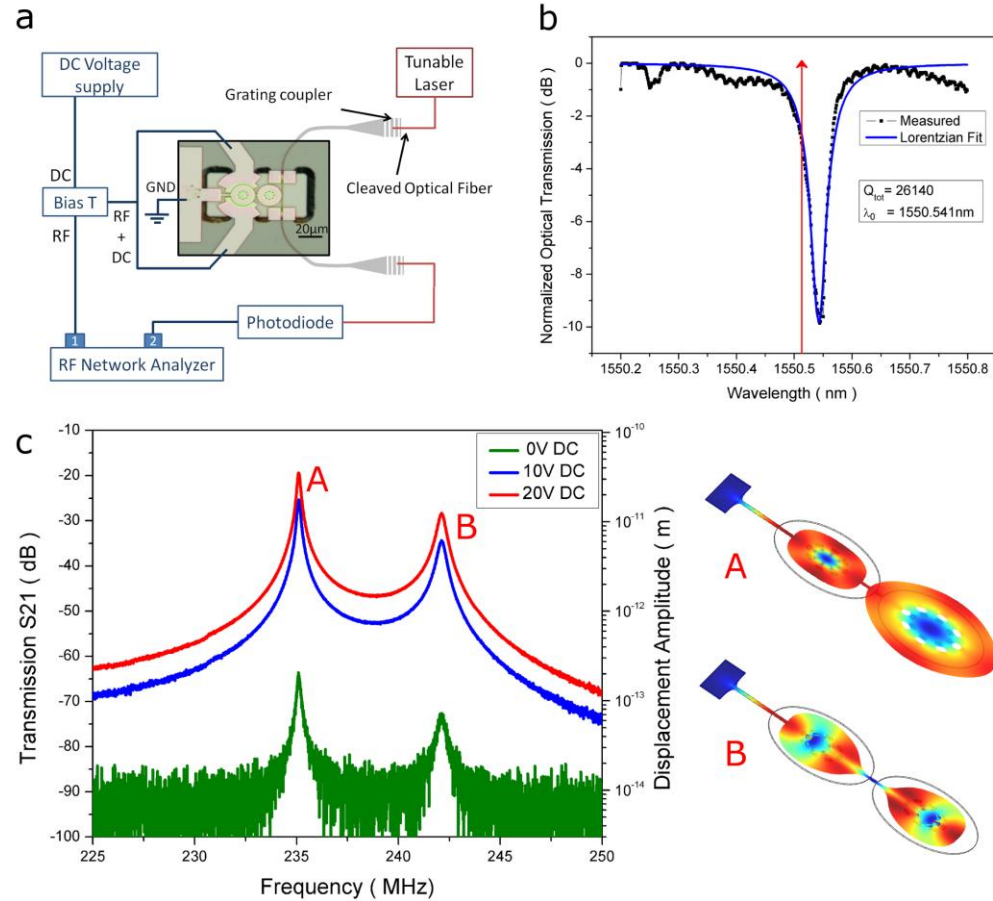 a
DC Voltage
supply
Tunable
Laser
Grating coupler
Cleaved Optical Fiber
DC
GND
Bias T
RF
RF
+
DC
20μm
Photodiode
1
2
RF Network Analyzer
b
Normalized Optical Transmission ( dB )
0
-2
-4
-6
-8
-10
Measured
Lorentzian Fit
Qtot = 26140
λ0 = 1550.541nm
1550.2 1550.3 1550.4 1550.5 1550.6 1550.7 1550.8
Wavelength ( nm )
c
Transmission S21 ( dB )
-10
-20
-30
-40
-50
-60
-70
-80
-90
-100
0V DC
10V DC
20V DC
A
B
10-10
10-11
10-12
10-13
10-14
Displacement Amplitude ( m )
225 230 235 240 245 250
Frequency ( MHz )
A
B